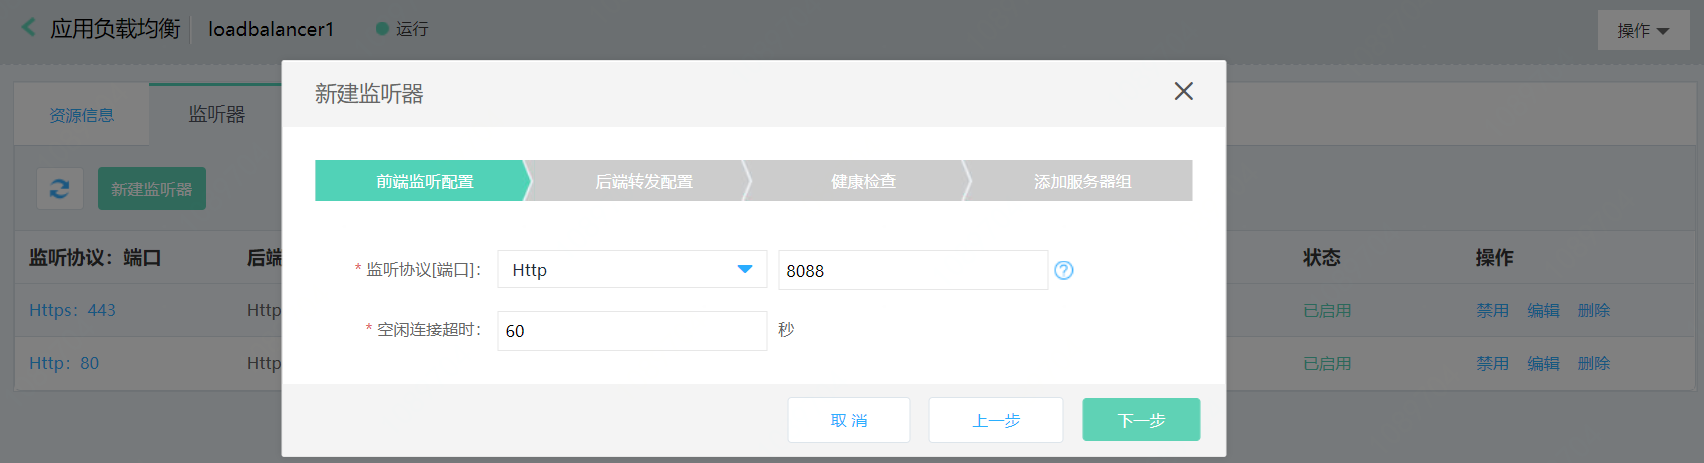 应用负载均衡 loadbalancer1 运行 操作
新建监听器
资源信息 监听器
前端监听配置 后端转发配置 健康检查 添加服务器组
新建监听器
监听协议：端口 后端 状态 操作
* 监听协议[端口]： Http 8088 ?
Https：443 Http 已启用 禁用 编辑 删除
* 空闲连接超时： 60 秒
Http：80 Http 已启用 禁用 编辑 删除
取 消 上一步 下一步